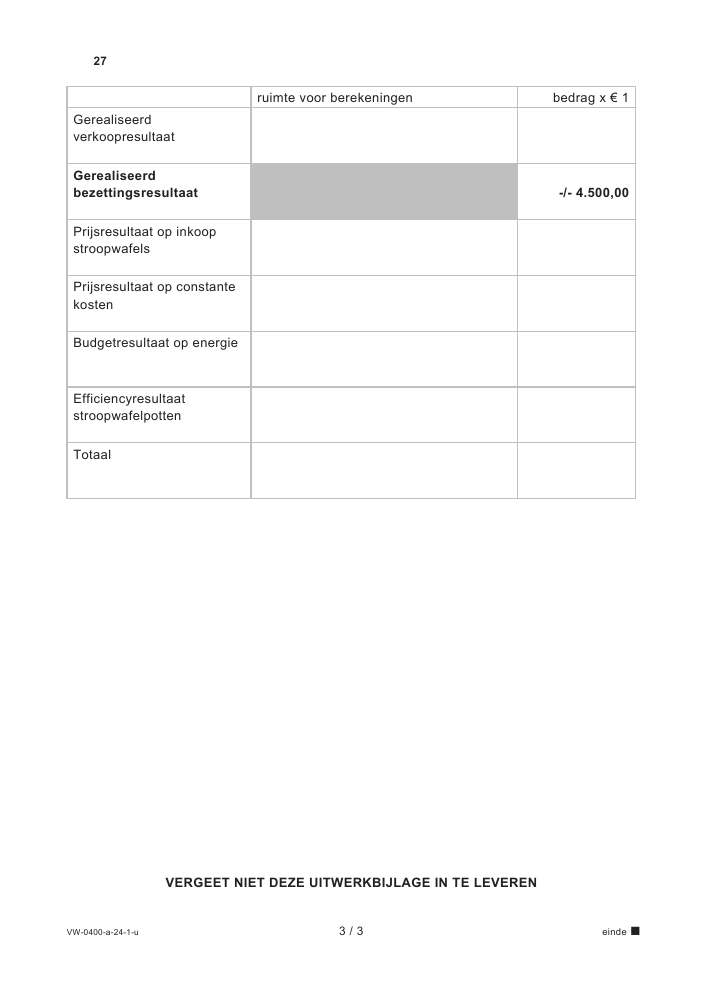 27
ruimte voor berekeningen bedrag x € 1
Gerealiseerd
verkoopresultaat
Gerealiseerd
bezettingsresultaat -/- 4.500,00
Prijsresultaat op inkoop
stroopwafels
Prijsresultaat op constante
kosten
Budgetresultaat op energie
Efficiencyresultaat
stroopwafelpotten
Totaal
VERGEET NIET DEZE UITWERKBIJLAGE IN TE LEVEREN
VW-0400-a-24-1-u 3 / 3 einde ■